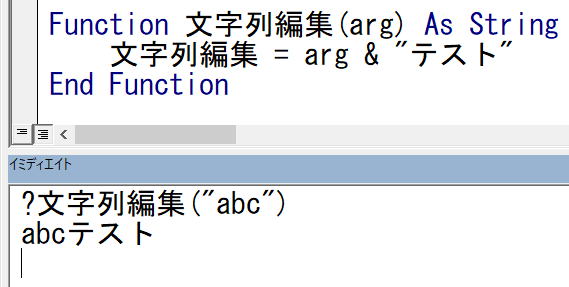 Function 文字列編集(arg) As String
    文字列編集 = arg & "テスト"
End Function
イミディエイト
?文字列編集("abc")
abcテスト